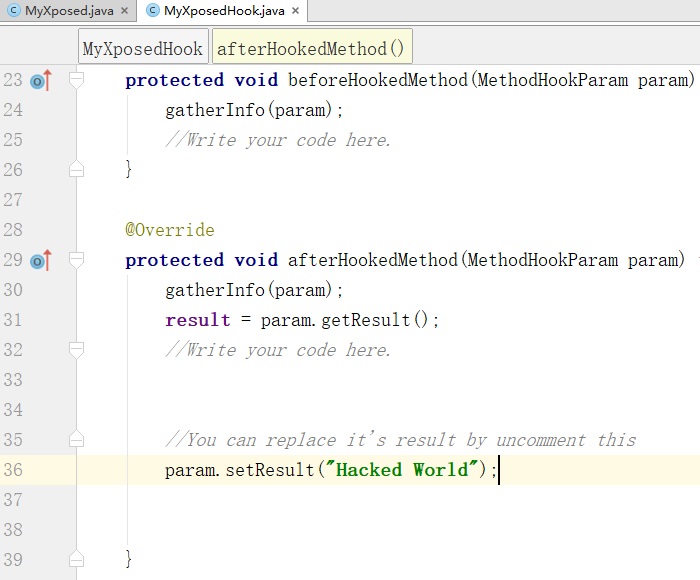 MyXposed.java × MyXposedHook.java ×
MyXposedHook afterHookedMethod()
23 protected void beforeHookedMethod(MethodHookParam param)
24 gatherInfo(param);
25 //Write your code here.
26 }
27
28 @Override
29 protected void afterHookedMethod(MethodHookParam param)
30 gatherInfo(param);
31 result = param.getResult();
32 //Write your code here.
33
34
35 //You can replace it's result by uncomment this
36 param.setResult("Hacked World");
37
38
39 }